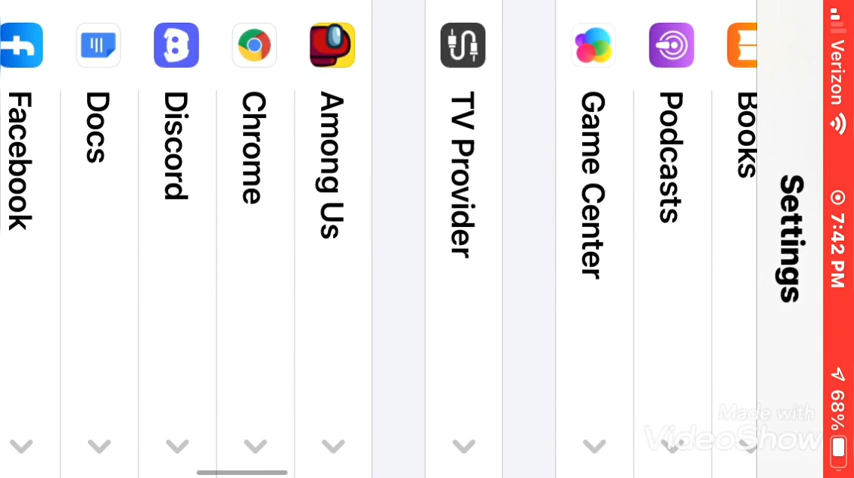 Verizon 7:42 PM 68%
Settings
Books
Podcasts
Game Center
TV Provider
Among Us
Chrome
Discord
Docs
Facebook
Made with
VideoShow